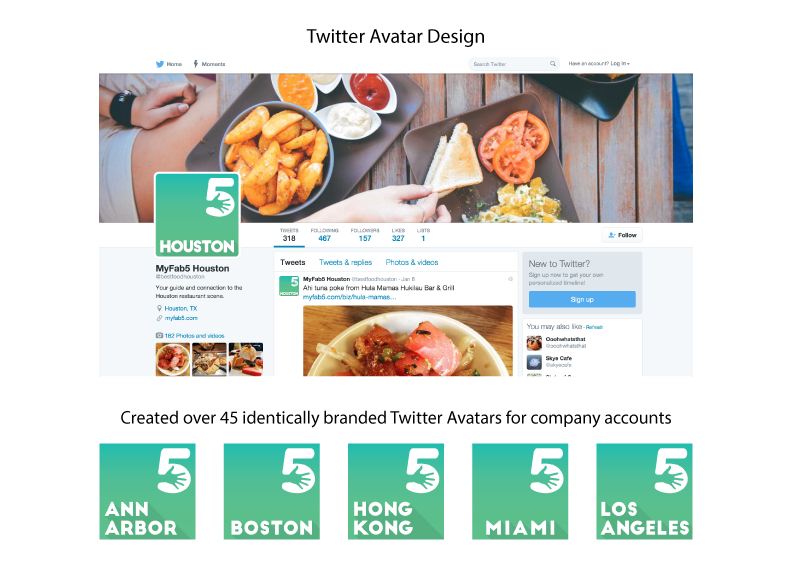 Twitter Avatar Design
Home Moments Search Twitter Have an account? Log in
5
HOUSTON
TWEETS FOLLOWING FOLLOWERS LIKES LISTS
318 467 157 327 1
Follow
MyFab5 Houston
@bestfoodhouston
Your guide and connection to the
Houston restaurant scene.
Houston, TX
myfab5.com
162 Photos and videos
Tweets Tweets & replies Photos & videos
5
HOUSTON
MyFab5 Houston @bestfoodhouston · Jan 8
Ahi tuna poke from Hula Mamas Hukilau Bar & Grill
myfab5.com/biz/hula-mamas...
New to Twitter?
Sign up now to get your own
personalized timeline!
Sign up
You may also like · Refresh
Ooohwhatsthat
@ooohwhatsthat
Skye Cafe
@skyecafe
Created over 45 identically branded Twitter Avatars for company accounts
5
ANN
ARBOR
5
BOSTON
5
HONG
KONG
5
MIAMI
5
LOS
ANGELES